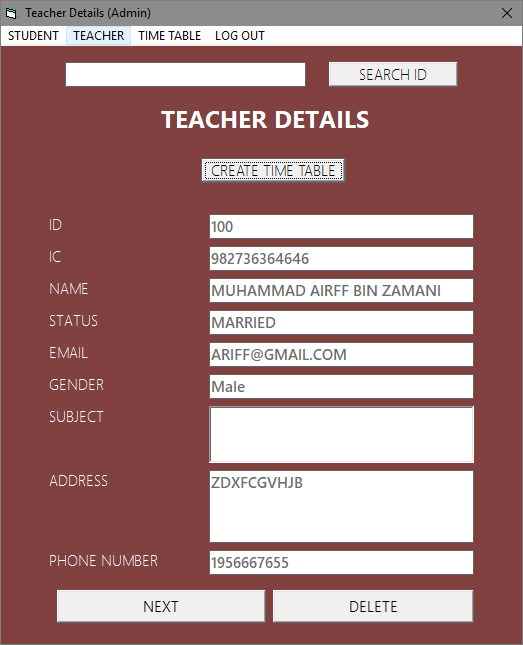 Teacher Details (Admin)
STUDENT TEACHER TIME TABLE LOG OUT
SEARCH ID
TEACHER DETAILS
CREATE TIME TABLE
ID 100
IC 982736364646
NAME MUHAMMAD AIRFF BIN ZAMANI
STATUS MARRIED
EMAIL ARIFF@GMAIL.COM
GENDER Male
SUBJECT
ADDRESS ZDXFCGVHJB
PHONE NUMBER 1956667655
NEXT DELETE